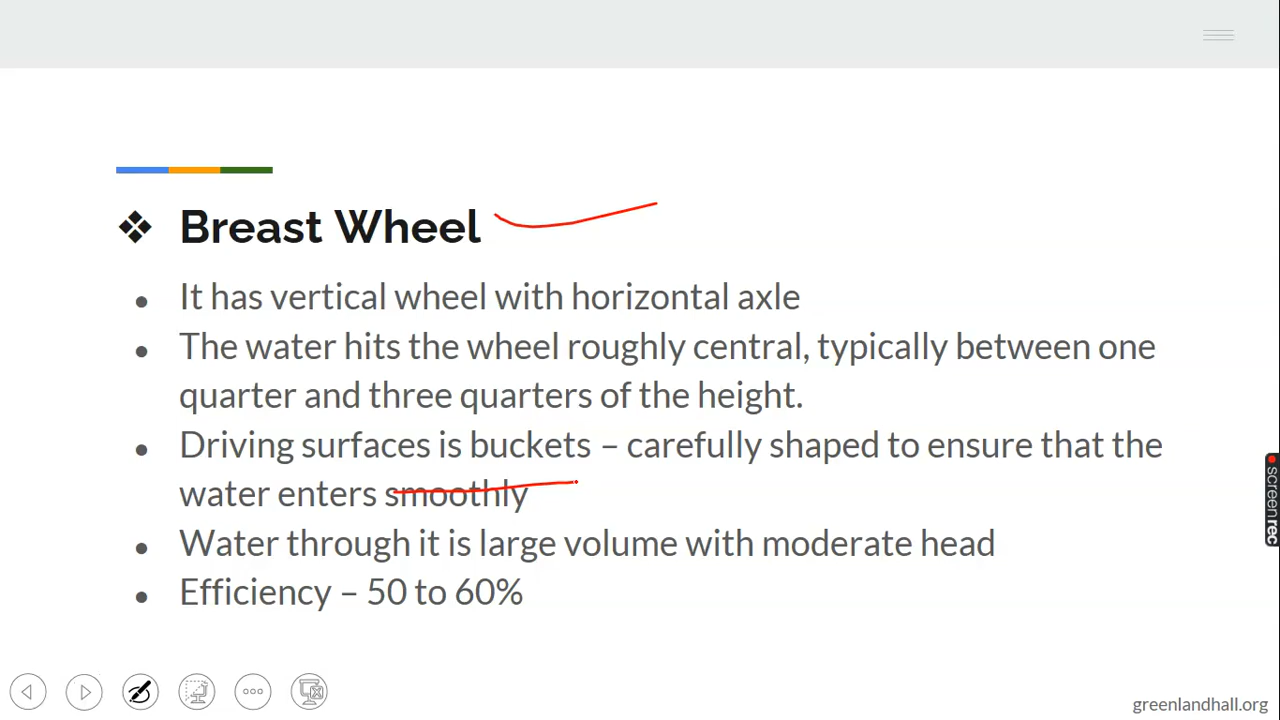 Breast Wheel
It has vertical wheel with horizontal axle
The water hits the wheel roughly central, typically between one
quarter and three quarters of the height.
Driving surfaces is buckets – carefully shaped to ensure that the
water enters smoothly
Water through it is large volume with moderate head
Efficiency – 50 to 60%
screenrec
greenlandhall.org